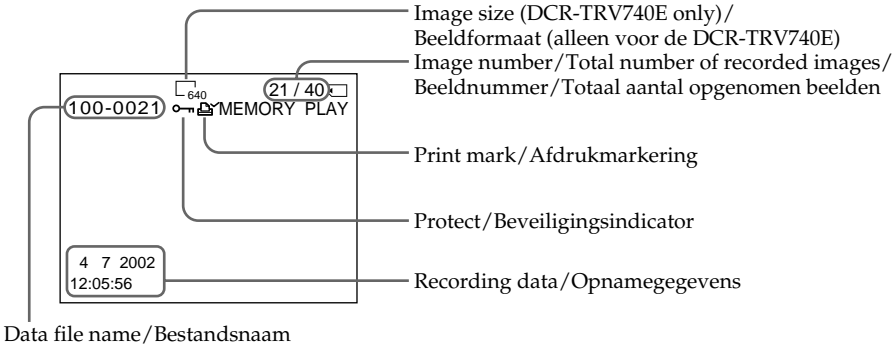 Image size (DCR-TRV740E only)/
Beeldformaat (alleen voor de DCR-TRV740E)
Image number/Total number of recorded images/
Beeldnummer/Totaal aantal opgenomen beelden
640
21 / 40
100-0021
MEMORY PLAY
Print mark/Afdrukmarkering
Protect/Beveiligingsindicator
4 7 2002
12:05:56
Recording data/Opnamegegevens
Data file name/Bestandsnaam